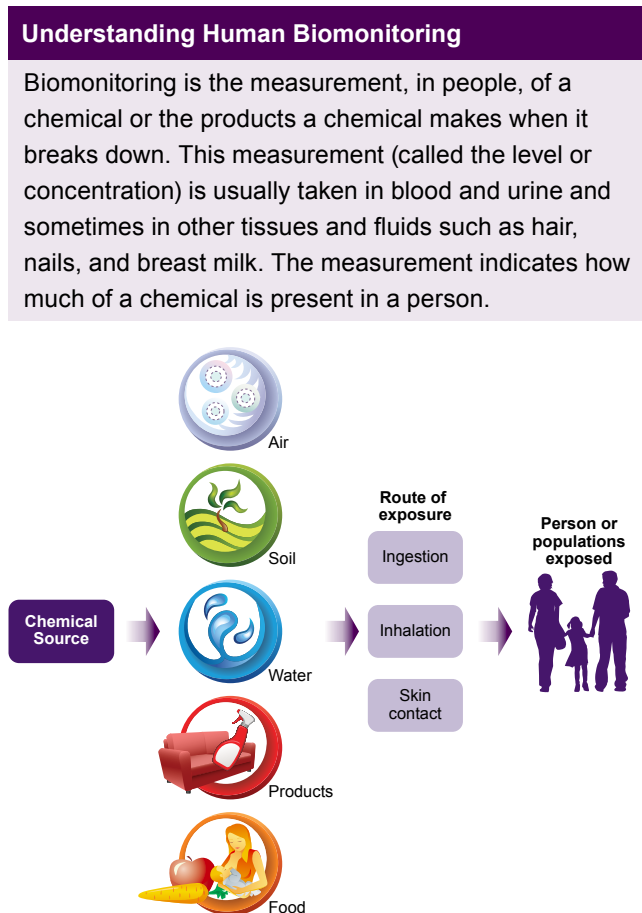 Understanding Human Biomonitoring
Biomonitoring is the measurement, in people, of a
chemical or the products a chemical makes when it
breaks down. This measurement (called the level or
concentration) is usually taken in blood and urine and
sometimes in other tissues and fluids such as hair,
nails, and breast milk. The measurement indicates how
much of a chemical is present in a person.
Air
Soil
Chemical
Source
Water
Products
Food
Route of
exposure
Ingestion
Inhalation
Skin
contact
Person or
populations
exposed